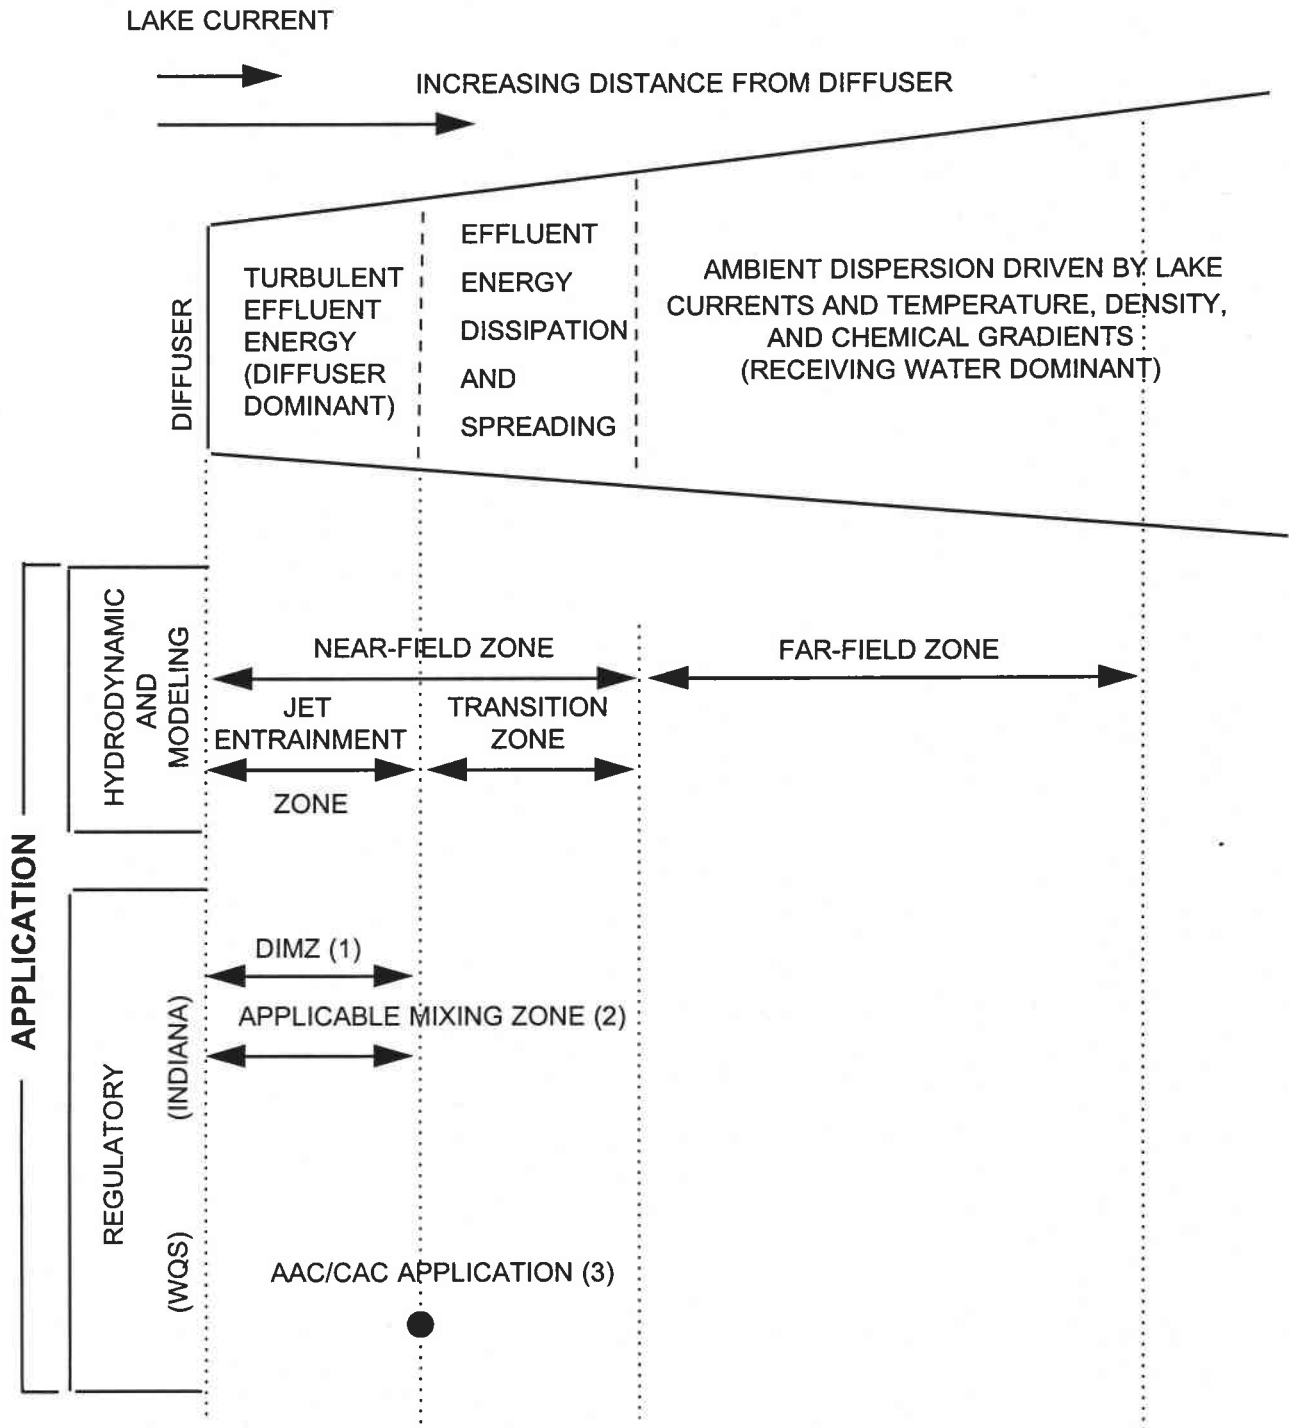 LAKE CURRENT
INCREASING DISTANCE FROM DIFFUSER
DIFFUSER
TURBULENT
EFFLUENT
ENERGY
(DIFFUSER
DOMINANT)
EFFLUENT
ENERGY
DISSIPATION
AND
SPREADING
AMBIENT DISPERSION DRIVEN BY LAKE
CURRENTS AND TEMPERATURE, DENSITY,
AND CHEMICAL GRADIENTS
(RECEIVING WATER DOMINANT)
APPLICATION
HYDRODYNAMIC
AND
MODELING
NEAR-FIELD ZONE
FAR-FIELD ZONE
JET
ENTRAINMENT
ZONE
TRANSITION
ZONE
REGULATORY
(INDIANA)
DIMZ (1)
APPLICABLE MIXING ZONE (2)
(WQS)
AAC/CAC APPLICATION (3)